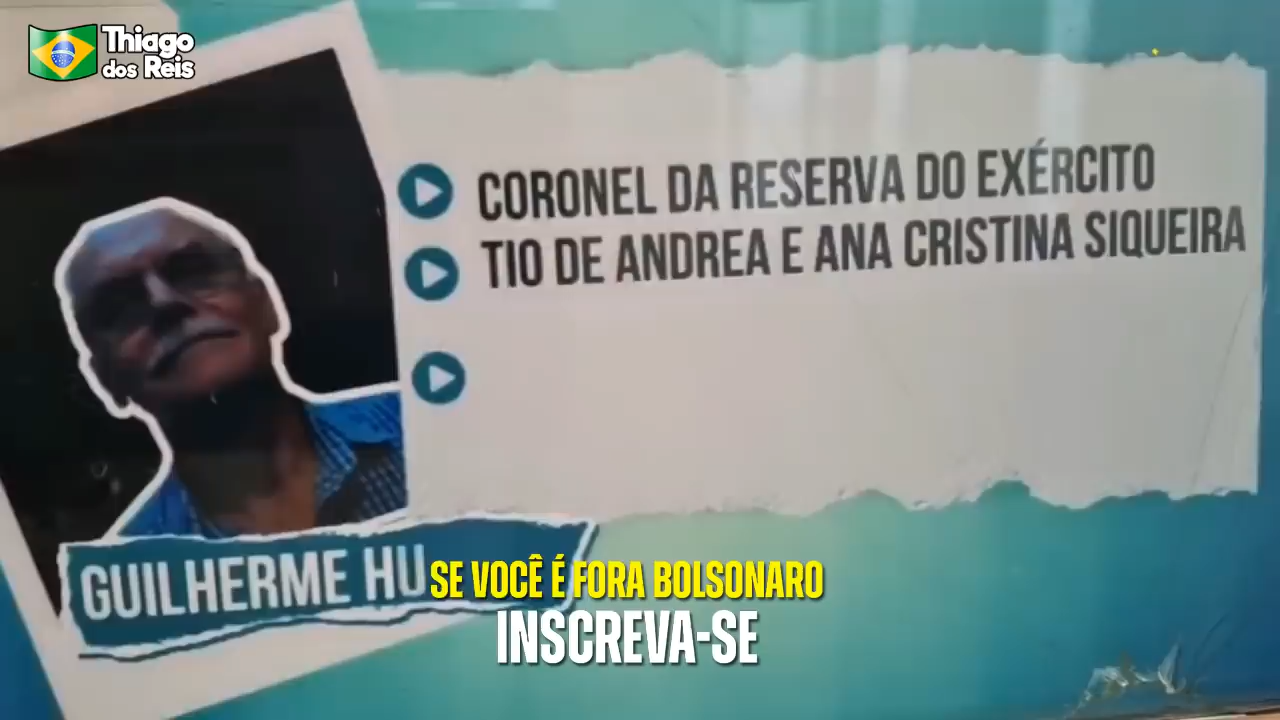 Thiago
dos Reis
CORONEL DA RESERVA DO EXÉRCITO
TIO DE ANDREA E ANA CRISTINA SIQUEIRA
GUILHERME HU
SE VOCÊ É FORA BOLSONARO
INSCREVA-SE